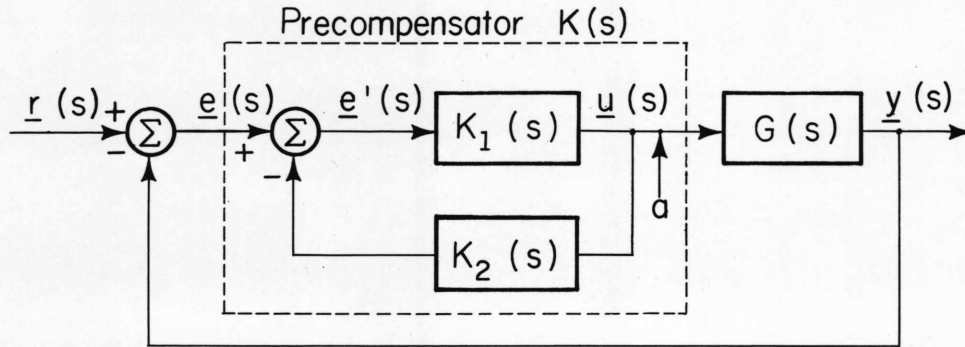 Precompensator K(s)
r(s) + - Σ e(s) + - Σ e'(s) K₁(s) u(s) G(s) y(s)
a
K₂(s)